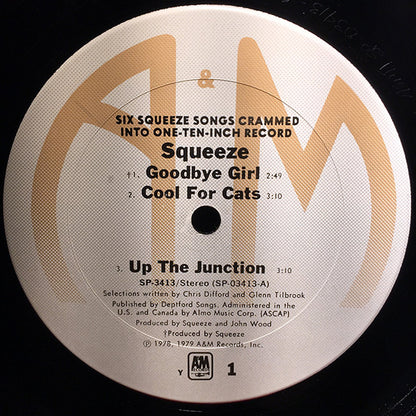 A & M
SIX SQUEEZE SONGS CRAMMED
INTO ONE-TEN-INCH RECORD
Squeeze
†1. Goodbye Girl 2:49
2. Cool For Cats 3:10
3. Up The Junction 3:10
SP-3413/Stereo (SP-03413-A)
Selections written by Chris Difford and Glenn Tilbrook
Published by Deptford Songs. Administered in the
U.S. and Canada by Almo Music Corp. (ASCAP)
Produced by Squeeze and John Wood
†Produced by Squeeze
Ⓟ 1978, 1979 A&M Records, Inc.
Y A&M RECORDS 1